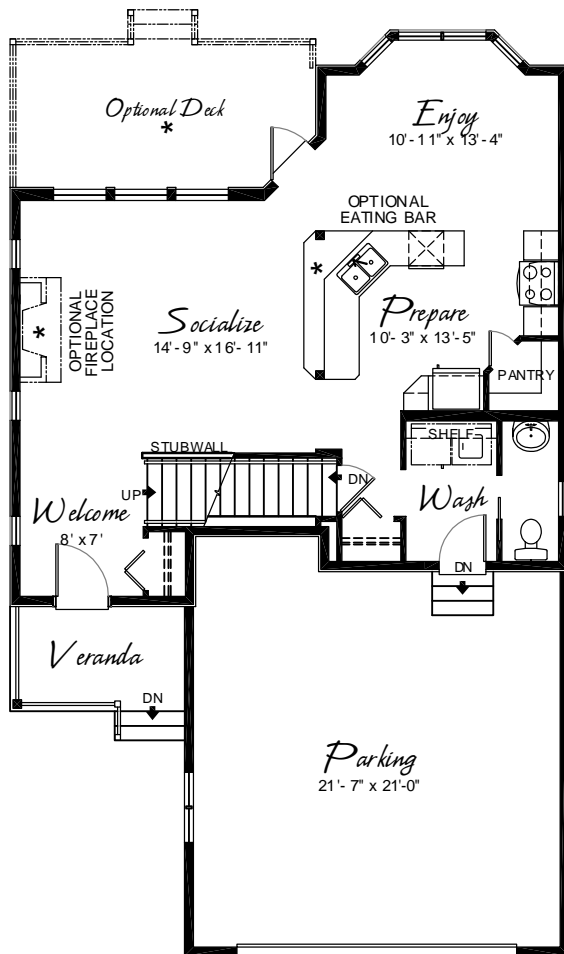 Optional Deck
*
Enjoy
10'-11" x 13'-4"
OPTIONAL
EATING BAR
*
OPTIONAL
FIREPLACE
LOCATION
*
Socialize
14'-9" x 16'-11"
Prepare
10'-3" x 13'-5"
PANTRY
SHELF
STUBWALL
UP
DN
Wash
Welcome
8' x 7'
DN
Veranda
DN
Parking
21'-7" x 21'-0"